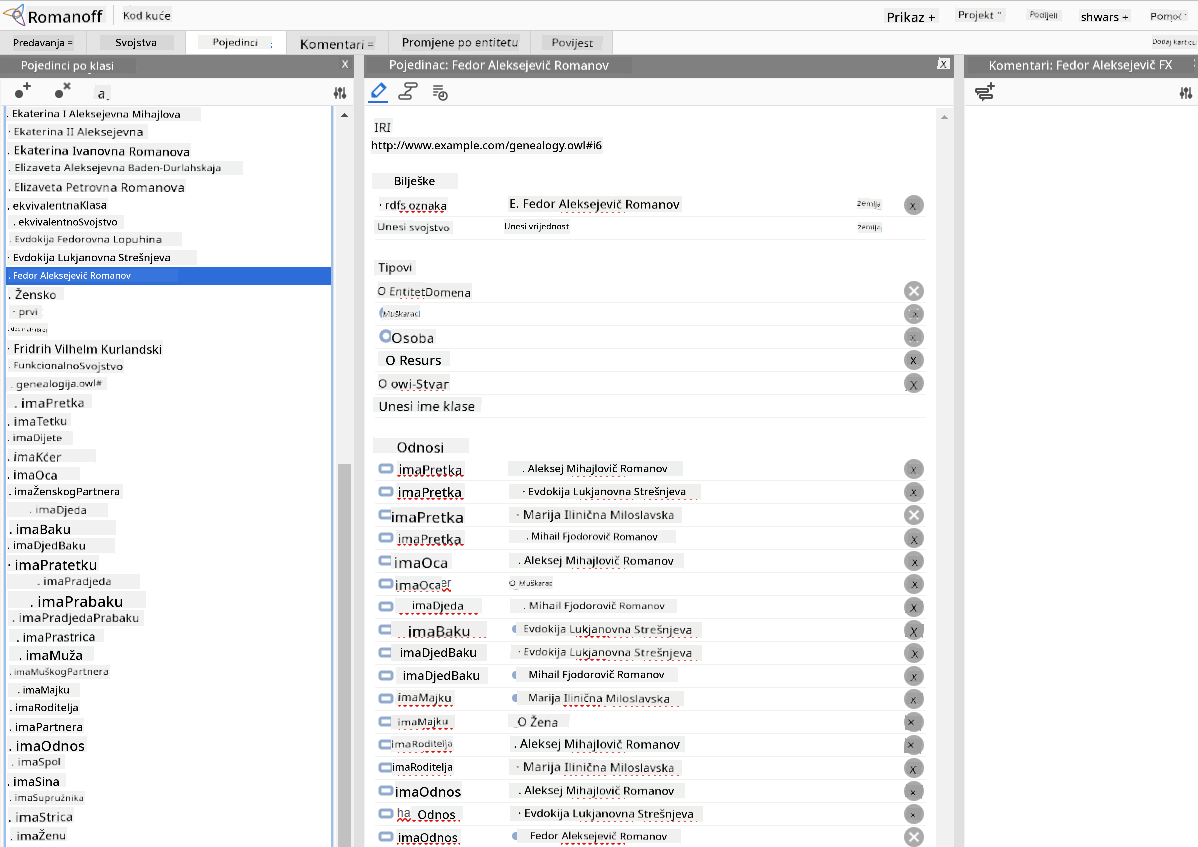 Romanoff
Kod kuće
Prikaz +
Projekt
Podijeli
shwars +
Predavanja =
Svojstva
Pojedinci
Komentari =
Promjene po entitetu
Povijest
Pojedinci po klasi
X
Pojedinac: Fedor Aleksejevič Romanov
X
Komentari: Fedor Aleksejevič FX
a
. Ekaterina I Aleksejevna Mihajlova
· Ekaterina II Aleksejevna
. Ekaterina Ivanovna Romanova
. Elizaveta Aleksejevna Baden-Durlahskaja
. Elizaveta Petrovna Romanova
. ekvivalentnaKlasa
. ekvivalentnoSvojstvo
. Evdokija Fedorovna Lopuhina
· Evdokija Lukjanovna Strešnjeva
. Fedor Aleksejevič Romanov
. Žensko
· prvi
· Fridrih Vilhelm Kurlandski
. FunkcionalnoSvojstvo
. genealogija.owl#
. imaPretka
. imaTetku
. imaDijete
. imaKćer
. imaOca
. imaŽenskogPartnera
. imaDjeda
. imaBaku
. imaDjedBaku
· imaPratetku
. imaPradjeda
. imaPrabaku
. imaPradjedaPrabaku
. imaPrastrica
. imaMuža
. imaMuškogPartnera
. imaMajku
. imaRoditelja
. imaPartnera
. imaOdnos
. imaSpol
. imaSina
. imaSupružnika
. imaStrica
. imaŽenu
IRI
http://www.example.com/genealogy.owl#i6
Bilješke
· rdfs oznaka E. Fedor Aleksejevič Romanov Zemlja x
Unesi svojstvo Unesi vrijednost Zemlja
Tipovi
O EntitetDomena
Muškarac
Osoba
O Resurs x
O owi-Stvar x
Unesi ime klase
Odnosi
imaPretka . Aleksej Mihajlovič Romanov x
imaPretka · Evdokija Lukjanovna Strešnjeva x
imaPretka · Marija Ilinična Miloslavska
imaPretka . Mihail Fjodorovič Romanov x
imaOca . Aleksej Mihajlovič Romanov x
imaOcaer O Muškarac x
imaDjeda . Mihail Fjodorovič Romanov x
imaBaku Evdokija Lukjanovna Strešnjeva x
imaDjedBaku · Evdokija Lukjanovna Strešnjeva x
imaDjedBaku Mihail Fjodorovič Romanov x
imaMajku Marija Ilinična Miloslavska x
imaMajku O Žena x
imaRoditelja . Aleksej Mihajlovič Romanov x
imaRoditelja · Marija Ilinična Miloslavska x
imaOdnos . Aleksej Mihajlovič Romanov x
ha Odnos · Evdokija Lukjanovna Strešnjeva x
imaOdnos Fedor Aleksejevič Romanov